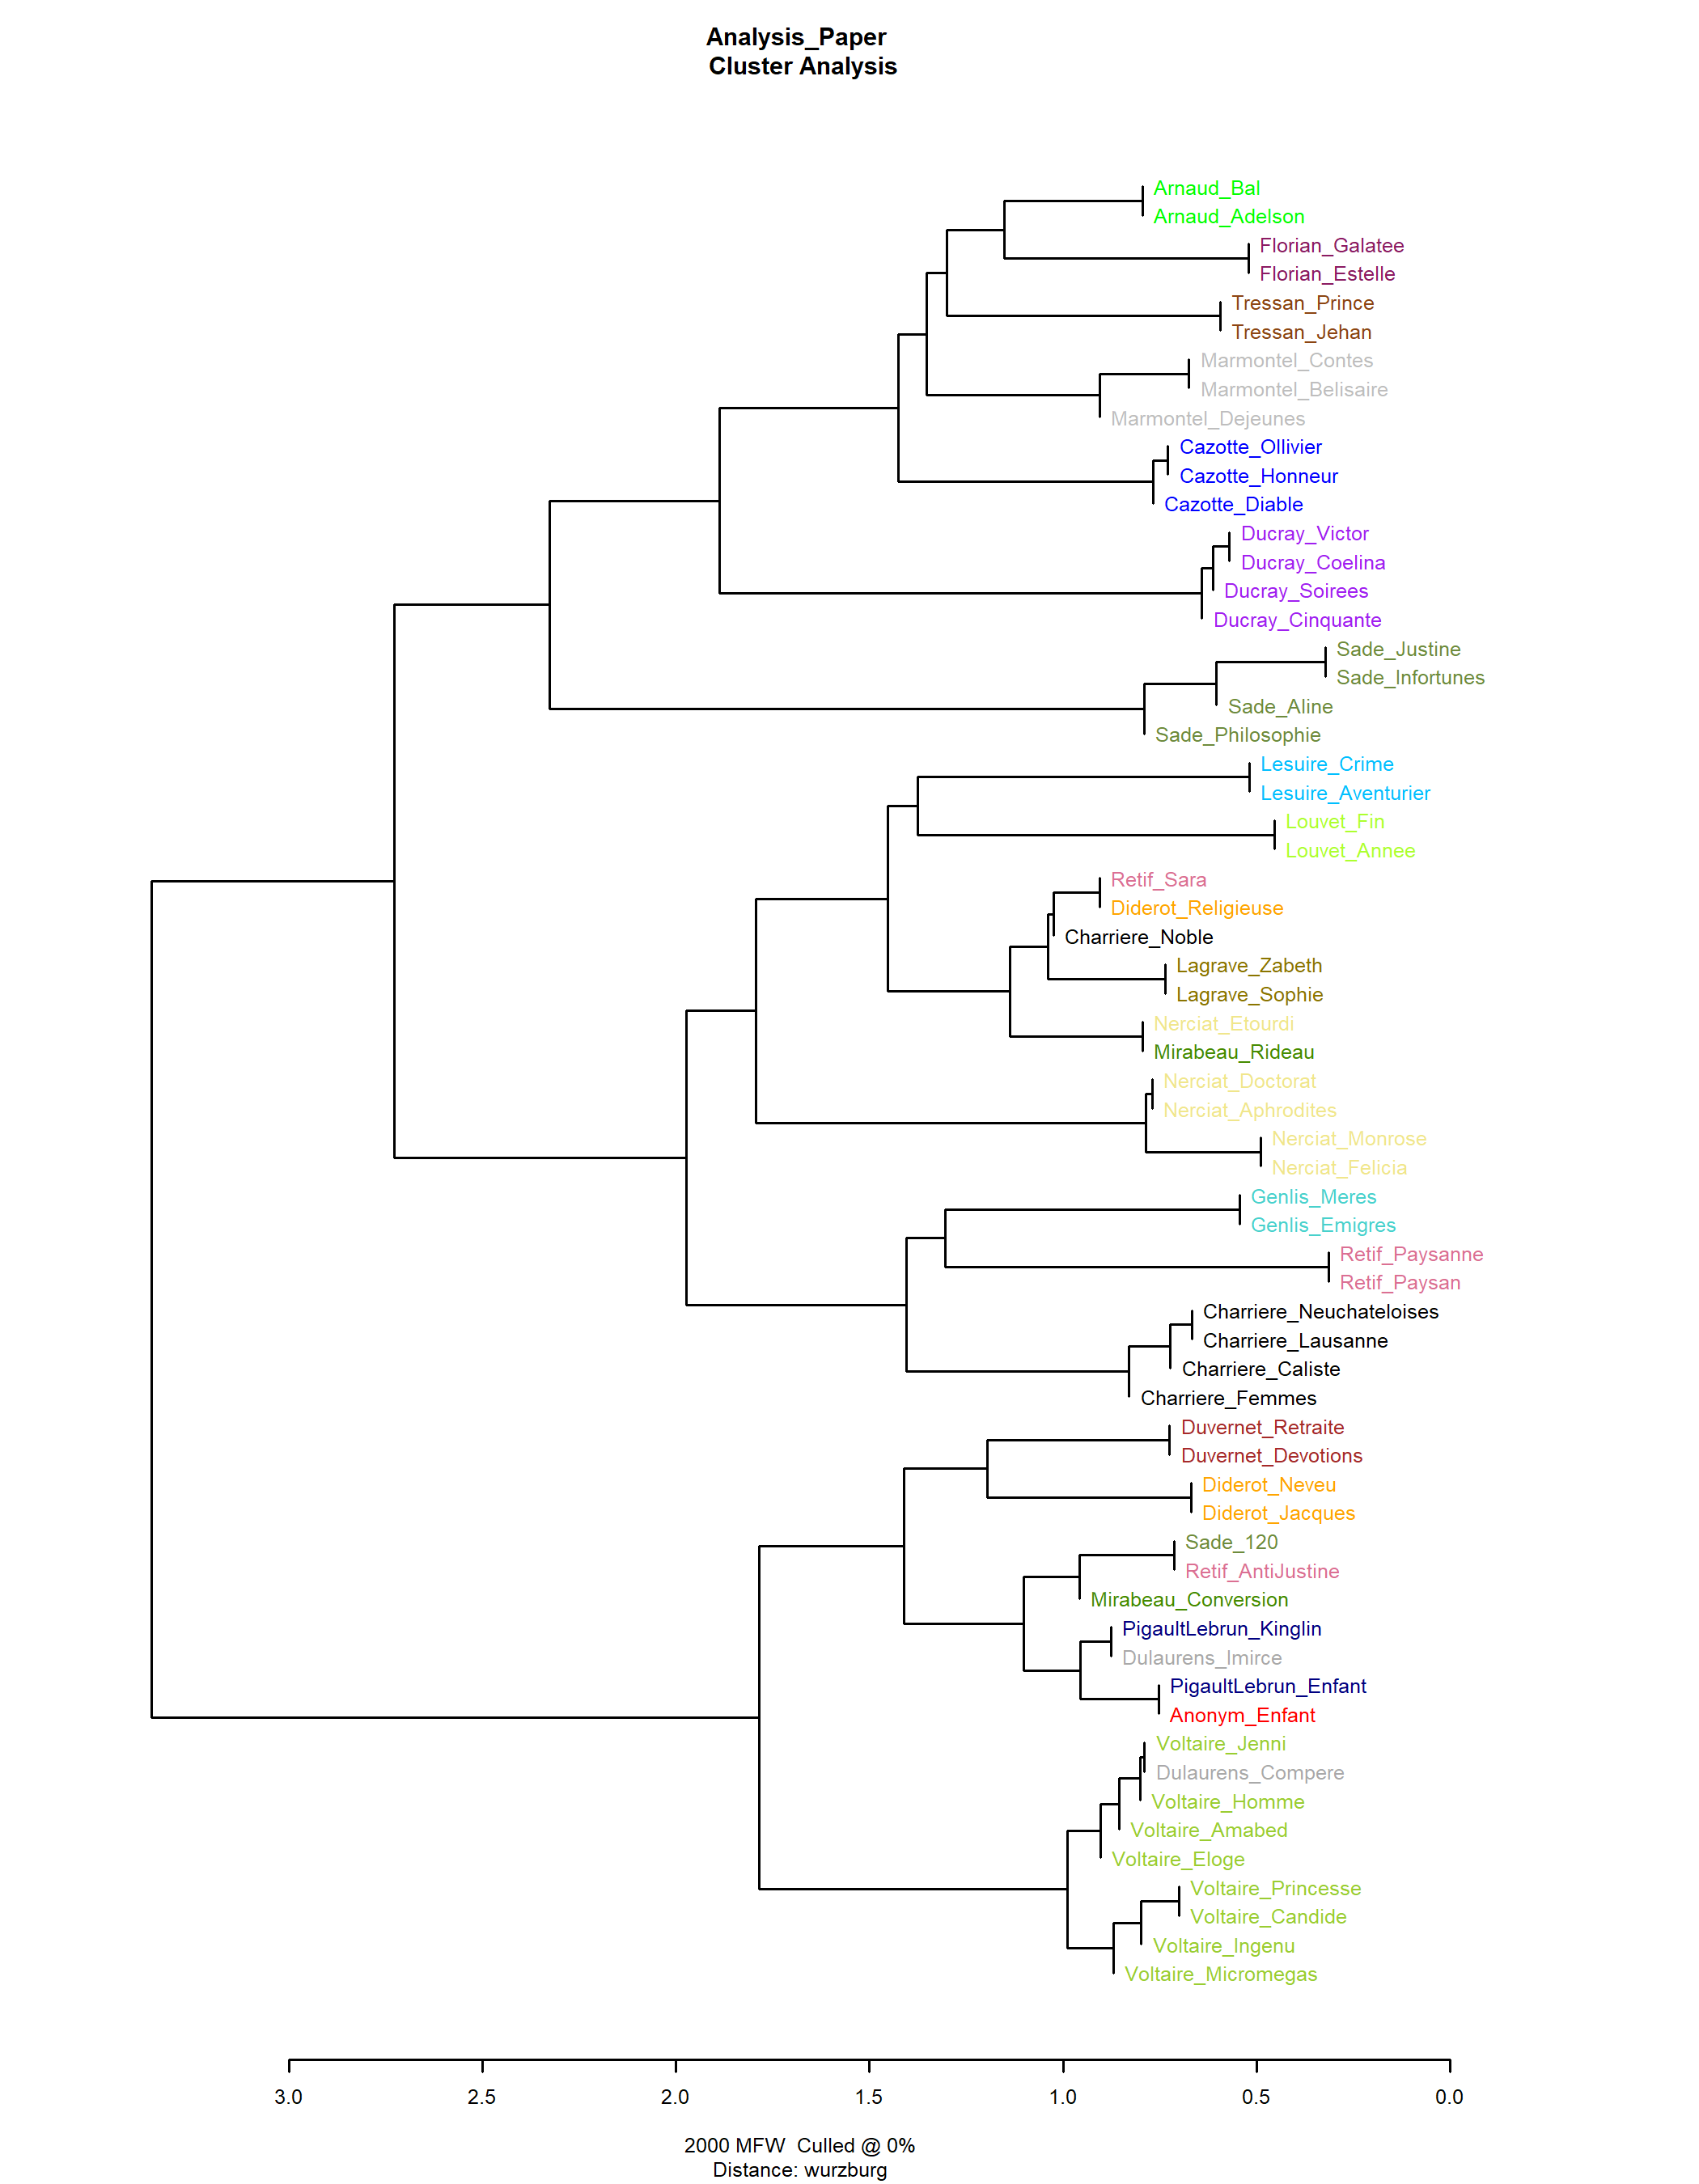 Analysis_Paper
Cluster Analysis
Arnaud_Bal
Arnaud_Adelson
Florian_Galatee
Florian_Estelle
Tressan_Prince
Tressan_Jehan
Marmontel_Contes
Marmontel_Belisaire
Marmontel_Dejeunes
Cazotte_Ollivier
Cazotte_Honneur
Cazotte_Diable
Ducray_Victor
Ducray_Coelina
Ducray_Soirees
Ducray_Cinquante
Sade_Justine
Sade_Infortunes
Sade_Aline
Sade_Philosophie
Lesuire_Crime
Lesuire_Aventurier
Louvet_Fin
Louvet_Annee
Retif_Sara
Diderot_Religieuse
Charriere_Noble
Lagrave_Zabeth
Lagrave_Sophie
Nerciat_Etourdi
Mirabeau_Rideau
Nerciat_Doctorat
Nerciat_Aphrodites
Nerciat_Monrose
Nerciat_Felicia
Genlis_Meres
Genlis_Emigres
Retif_Paysanne
Retif_Paysan
Charriere_Neuchateloises
Charriere_Lausanne
Charriere_Caliste
Charriere_Femmes
Duvernet_Retraite
Duvernet_Devotions
Diderot_Neveu
Diderot_Jacques
Sade_120
Retif_AntiJustine
Mirabeau_Conversion
PigaultLebrun_Kinglin
Dulaurens_Imirce
PigaultLebrun_Enfant
Anonym_Enfant
Voltaire_Jenni
Dulaurens_Compere
Voltaire_Homme
Voltaire_Amabed
Voltaire_Eloge
Voltaire_Princesse
Voltaire_Candide
Voltaire_Ingenu
Voltaire_Micromegas
3.0 2.5 2.0 1.5 1.0 0.5 0.0
2000 MFW Culled @ 0%
Distance: wurzburg